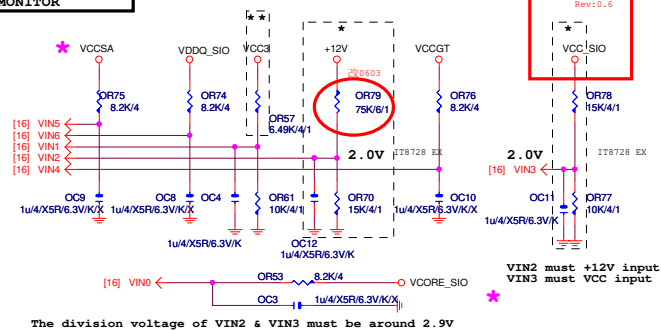 MONITOR
Rev:0.6
* *
*
*
*
VCCSA
VDDQ_SIO
VCC3
+12V
VCCGT
VCC_SIO
改0603
OR75
8.2K/4
OR74
8.2K/4
OR57
6.49K/4/1
OR79
75K/6/1
OR76
8.2K/4
OR78
15K/4/1
[16] VIN5
[16] VIN6
[16] VIN1
[16] VIN2
[16] VIN4
2.0V
IT8728 EX
2.0V
IT8728 EX
[16] VIN3
OC9
1u/4/X5R/6.3V/K/X
OC8
1u/4/X5R/6.3V/K/X
OC4
1u/4/X5R/6.3V/K
OR61
10K/4/1
OC12
1u/4/X5R/6.3V/K
OR70
15K/4/1
OC10
1u/4/X5R/6.3V/K/X
OC11
1u/4/X5R/6.3V/K
OR77
10K/4/1
[16] VIN0
OR53
8.2K/4
VCORE_SIO
OC3
1u/4/X5R/6.3V/K/X
VIN2 must +12V input
VIN3 must VCC input
*
The division voltage of VIN2 & VIN3 must be around 2.9V